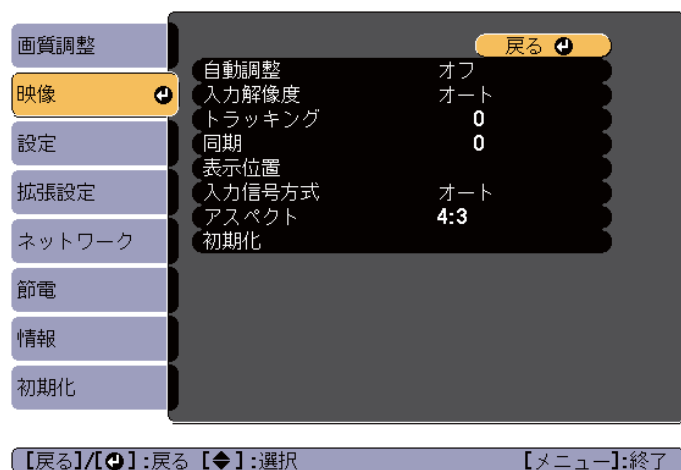 画質調整
映像
設定
拡張設定
ネットワーク
節電
情報
初期化
戻る
自動調整 オフ
入力解像度 オート
トラッキング 0
同期 0
表示位置
入力信号方式 オート
アスペクト 4:3
初期化
【戻る】/【】:戻る 【◆】:選択 【メニュー】:終了